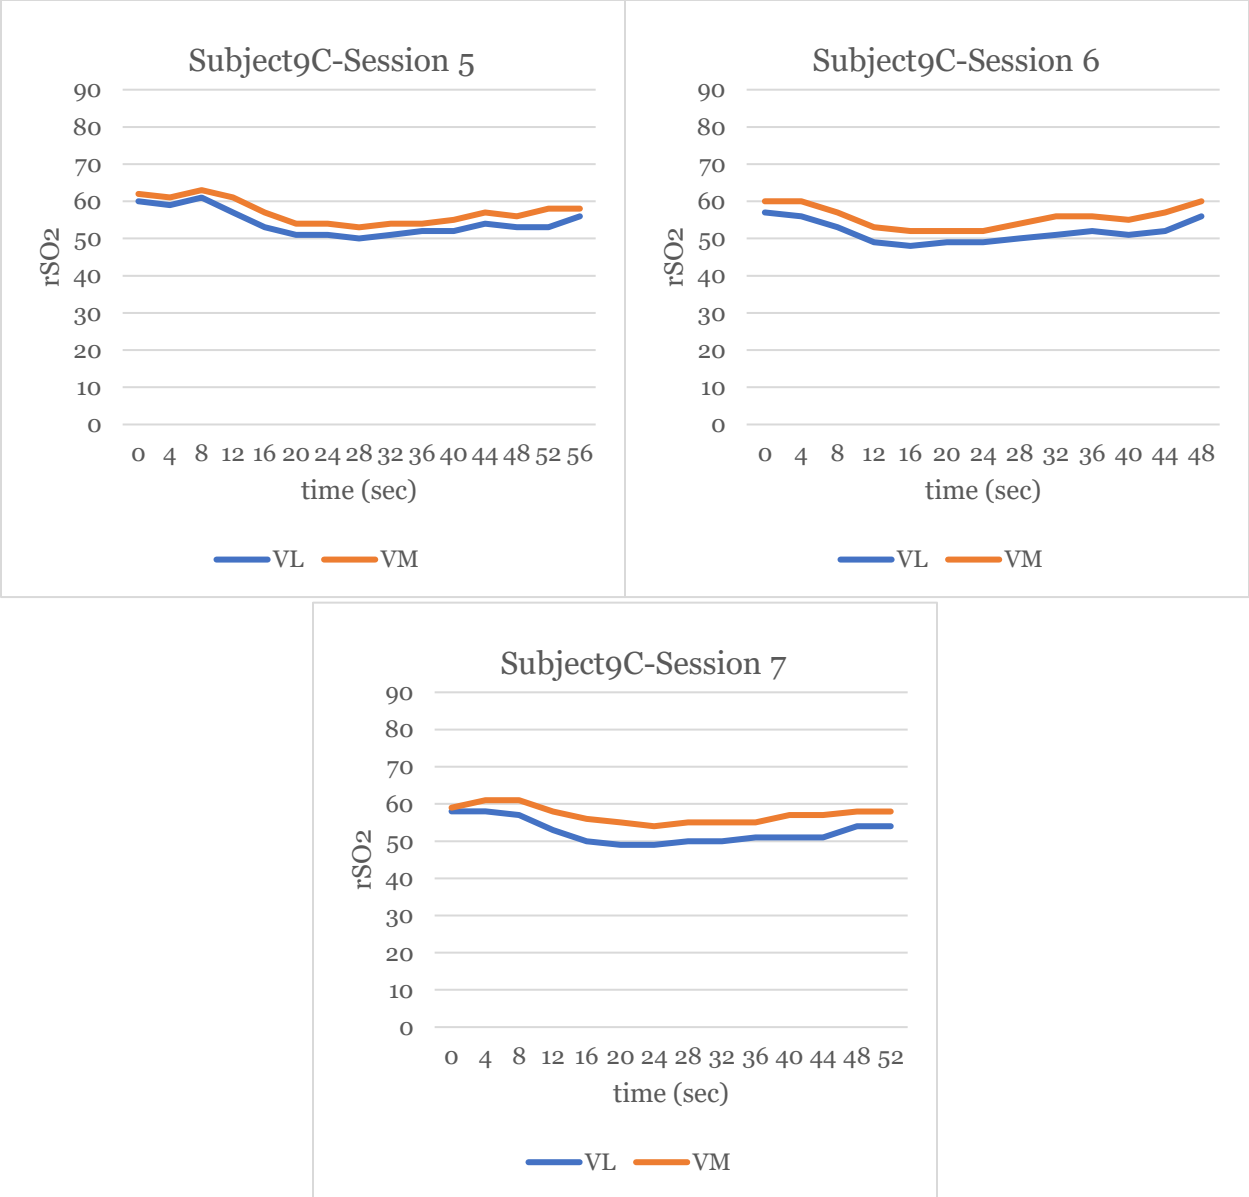 Subject9C-Session 5
90
80
70
60
50
40
30
20
10
0
rSO2
0 4 8 12 16 20 24 28 32 36 40 44 48 52 56
time (sec)
VL VM
Subject9C-Session 6
90
80
70
60
50
40
30
20
10
0
rSO2
0 4 8 12 16 20 24 28 32 36 40 44 48
time (sec)
VL VM
Subject9C-Session 7
90
80
70
60
50
40
30
20
10
0
rSO2
0 4 8 12 16 20 24 28 32 36 40 44 48 52
time (sec)
VL VM